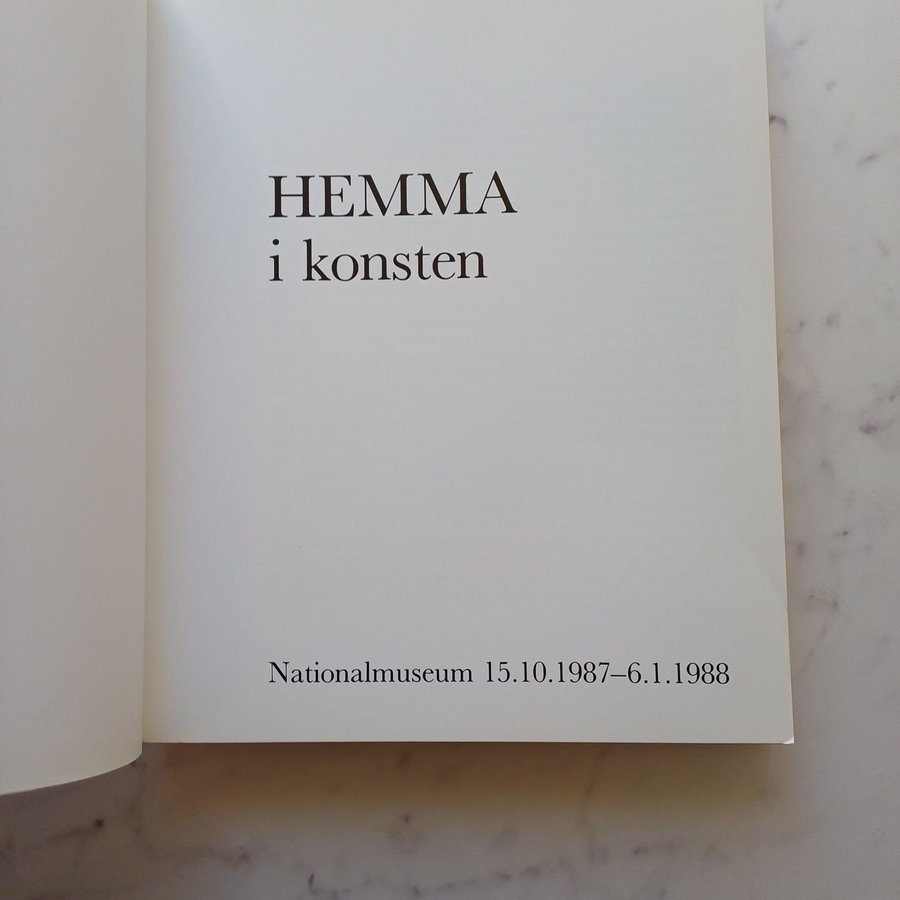 HEMMA
i konsten
Nationalmuseum 15.10.1987–6.1.1988